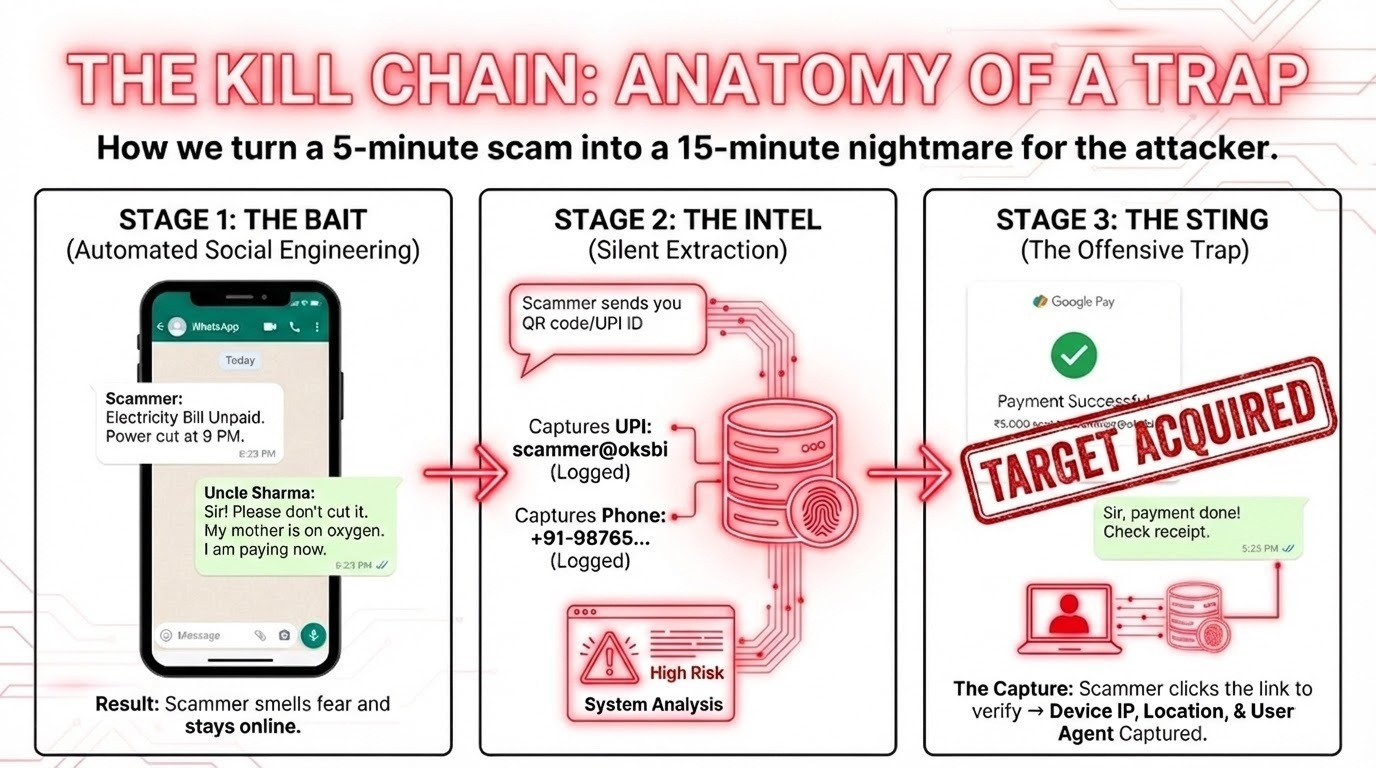 THE KILL CHAIN: ANATOMY OF A TRAP
How we turn a 5-minute scam into a 15-minute nightmare for the attacker.
STAGE 1: THE BAIT
(Automated Social Engineering)
WhatsApp
Today
Scammer:
Electricity Bill Unpaid.
Power cut at 9 PM.
6:23 PM
Uncle Sharma:
Sir! Please don't cut it.
My mother is on oxygen.
I am paying now.
6:23 PM
Message
Result: Scammer smells fear and
stays online.
STAGE 2: THE INTEL
(Silent Extraction)
Scammer sends you
QR code/UPI ID
Captures UPI:
scammer@oksbi
(Logged)
Captures Phone:
+91-98765...
(Logged)
High Risk
System Analysis
STAGE 3: THE STING
(The Offensive Trap)
Google Pay
Payment Successful
₹5,000
TARGET ACQUIRED
Sir, payment done!
Check receipt.
5:25 PM
The Capture: Scammer clicks the link to
verify → Device IP, Location, & User
Agent Captured.